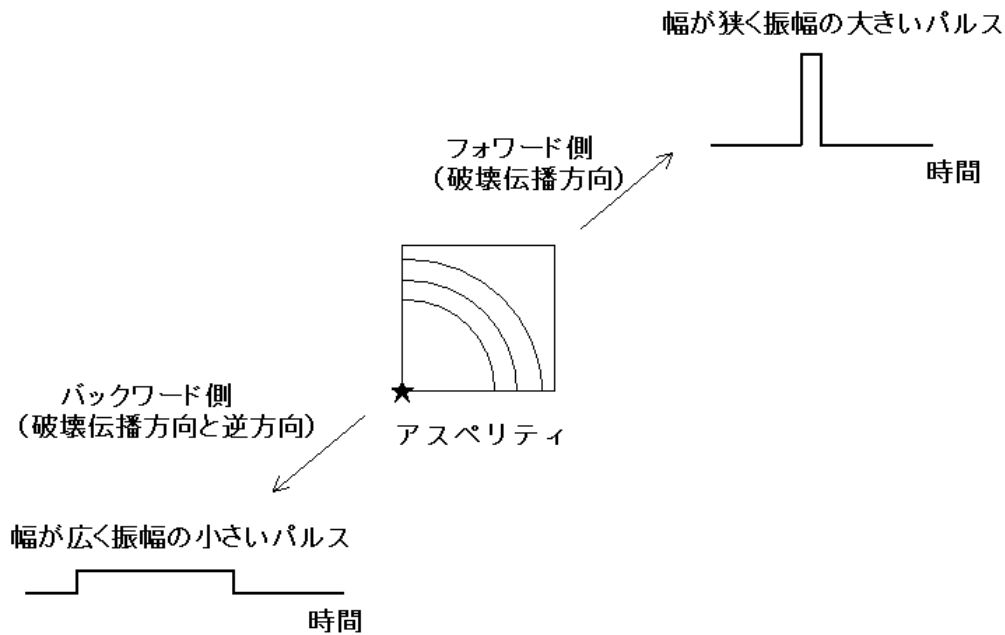 幅が狭く振幅の大きいパルス
時間
フォワード側
（破壊伝播方向）
バックワード側
（破壊伝播方向と逆方向）
アスペリティ
幅が広く振幅の小さいパルス
時間